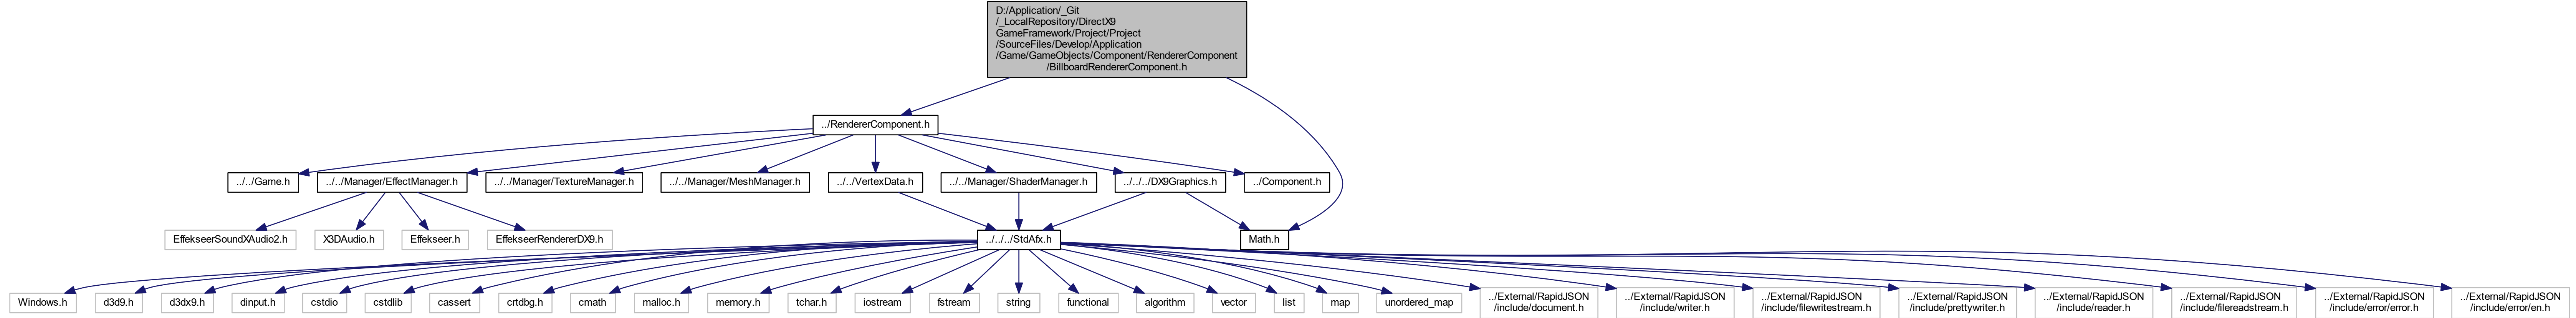 D:/Application/_Git
/_LocalRepository/DirectX9
GameFramework/Project/Project
/SourceFiles/Develop/Application
/Game/GameObjects/Component/RendererComponent
/BillboardRendererComponent.h
../RendererComponent.h
../../Game.h
../../Manager/EffectManager.h
../../Manager/TextureManager.h
../../Manager/MeshManager.h
../../VertexData.h
../../Manager/ShaderManager.h
../../../DX9Graphics.h
../Component.h
EffekseerSoundXAudio2.h
X3DAudio.h
Effekseer.h
EffekseerRendererDX9.h
../../../StdAfx.h
Math.h
Windows.h
d3d9.h
d3dx9.h
dinput.h
cstdio
cstdlib
cassert
crtdbg.h
cmath
malloc.h
memory.h
tchar.h
iostream
fstream
string
functional
algorithm
vector
list
map
unordered_map
../External/RapidJSON
/include/document.h
../External/RapidJSON
/include/writer.h
../External/RapidJSON
/include/filewritestream.h
../External/RapidJSON
/include/prettywriter.h
../External/RapidJSON
/include/reader.h
../External/RapidJSON
/include/filereadstream.h
../External/RapidJSON
/include/error/error.h
../External/RapidJSON
/include/error/en.h